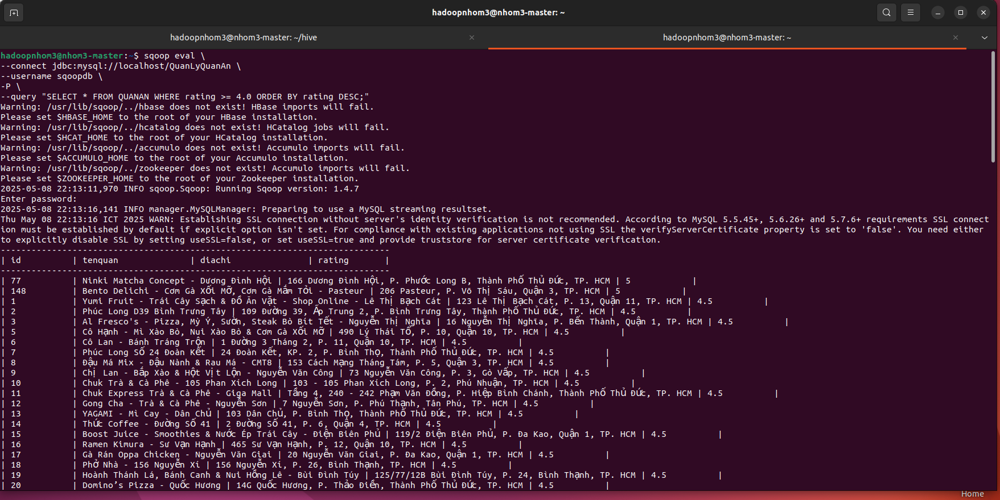 hadoopnhom3@nhom3-master: ~
hadoopnhom3@nhom3-master: ~/hive
hadoopnhom3@nhom3-master: ~
hadoopnhom3@nhom3-master:~$ sqoop eval \
--connect jdbc:mysql://localhost/QuanLyQuanAn \
--username sqoopdb \
-P \
--query "SELECT * FROM QUANAN WHERE rating >= 4.0 ORDER BY rating DESC;"
Warning: /usr/lib/sqoop/../hbase does not exist! HBase imports will fail.
Please set $HBASE_HOME to the root of your HBase installation.
Warning: /usr/lib/sqoop/../hcatalog does not exist! HCatalog jobs will fail.
Please set $HCAT_HOME to the root of your HCatalog installation.
Warning: /usr/lib/sqoop/../accumulo does not exist! Accumulo imports will fail.
Please set $ACCUMULO_HOME to the root of your Accumulo installation.
Warning: /usr/lib/sqoop/../zookeeper does not exist! Accumulo imports will fail.
Please set $ZOOKEEPER_HOME to the root of your Zookeeper installation.
2025-05-08 22:13:11,970 INFO sqoop.Sqoop: Running Sqoop version: 1.4.7
Enter password:
2025-05-08 22:13:16,141 INFO manager.MySQLManager: Preparing to use a MySQL streaming resultset.
Thu May 08 22:13:16 ICT 2025 WARN: Establishing SSL connection without server's identity verification is not recommended. According to MySQL 5.5.45+, 5.6.26+ and 5.7.6+ requirements SSL connect
ion must be established by default if explicit option isn't set. For compliance with existing applications not using SSL the verifyServerCertificate property is set to 'false'. You need either
to explicitly disable SSL by setting useSSL=false, or set useSSL=true and provide truststore for server certificate verification.
----------------------------------------------------------------------------
| id | tenquan | diachi | rating |
----------------------------------------------------------------------------
| 77 | Ninki Matcha Concept - Dương Đình Hội | 166 Dương Đình Hội, P. Phước Long B, Thành Phố Thủ Đức, TP. HCM | 5 |
| 148 | Bento Delichi - Cơm Gà Xối Mỡ, Cơm Gà Mắm Tỏi - Pasteur | 206 Pasteur, P. Võ Thị Sáu, Quận 3, TP. HCM | 5 |
| 1 | Yumi Fruit - Trái Cây Sạch & Đồ Ăn Vặt - Shop Online - Lê Thị Bạch Cát | 123 Lê Thị Bạch Cát, P. 13, Quận 11, TP. HCM | 4.5 |
| 2 | Phúc Long D39 Bình Trưng Tây | 109 Đường 39, Ấp Trung 2, P. Bình Trưng Tây, Thành Phố Thủ Đức, TP. HCM | 4.5 |
| 3 | Al Fresco's - Pizza, Mỳ Ý, Sườn, Steak Bò Bít Tết - Nguyễn Thị Nghĩa | 16 Nguyễn Thị Nghĩa, P. Bến Thành, Quận 1, TP. HCM | 4.5 |
| 5 | Cô Hạnh - Mì Xào Bò, Nui Xào Bò & Cơm Gà Xối Mỡ | 490 Lý Thái Tổ, P. 10, Quận 10, TP. HCM | 4.5 |
| 6 | Cô Lan - Bánh Tráng Trộn | 1 Đường 3 Tháng 2, P. 11, Quận 10, TP. HCM | 4.5 |
| 7 | Phúc Long Số 24 Đoàn Kết | 24 Đoàn Kết, KP. 2, P. Bình Thọ, Thành Phố Thủ Đức, TP. HCM | 4.5 |
| 8 | Đậu Má Mix - Đậu Nành & Rau Má - CMT8 | 153 Cách Mạng Tháng Tám, P. 5, Quận 3, TP. HCM | 4.5 |
| 9 | Chị Lan - Bắp Xào & Hột Vịt Lộn - Nguyễn Văn Công | 73 Nguyễn Văn Công, P. 3, Gò Vấp, TP. HCM | 4.5 |
| 10 | Chuk Trà & Cà Phê - 105 Phan Xích Long | 103 - 105 Phan Xích Long, P. 2, Phú Nhuận, TP. HCM | 4.5 |
| 11 | Chuk Express Trà & Cà Phê - Giga Mall | Tầng 4, 240 - 242 Phạm Văn Đồng, P. Hiệp Bình Chánh, Thành Phố Thủ Đức, TP. HCM | 4.5 |
| 12 | Gong Cha - Trà & Cà Phê - Nguyễn Sơn | 7 Nguyễn Sơn, P. Phú Thạnh, Tân Phú, TP. HCM | 4.5 |
| 13 | YAGAMI - Mì Cay - Dân Chủ | 103 Dân Chủ, P. Bình Thọ, Thành Phố Thủ Đức, TP. HCM | 4.5 |
| 14 | Thức Coffee - Đường Số 41 | 2 Đường Số 41, P. 6, Quận 4, TP. HCM | 4.5 |
| 15 | Boost Juice - Smoothies & Nước Ép Trái Cây - Điện Biên Phủ | 119/2 Điện Biên Phủ, P. Đa Kao, Quận 1, TP. HCM | 4.5 |
| 16 | Ramen Kimura - Sư Vạn Hạnh | 465 Sư Vạn Hạnh, P. 12, Quận 10, TP. HCM | 4.5 |
| 17 | Gà Rán Oppa Chicken - Nguyễn Văn Giai | 20 Nguyễn Văn Giai, P. Đa Kao, Quận 1, TP. HCM | 4.5 |
| 18 | Phở Nhà - 156 Nguyễn Xí | 156 Nguyễn Xí, P. 26, Bình Thạnh, TP. HCM | 4.5 |
| 19 | Hoành Thánh Lá, Bánh Canh & Nui Hồng Lê - Bùi Đình Túy | 125/77/12B Bùi Đình Túy, P. 24, Bình Thạnh, TP. HCM | 4.5 |
| 20 | Domino’s Pizza - Quốc Hương | 14G Quốc Hương, P. Thảo Điền, Thành Phố Thủ Đức, TP. HCM | 4.5 |
Home